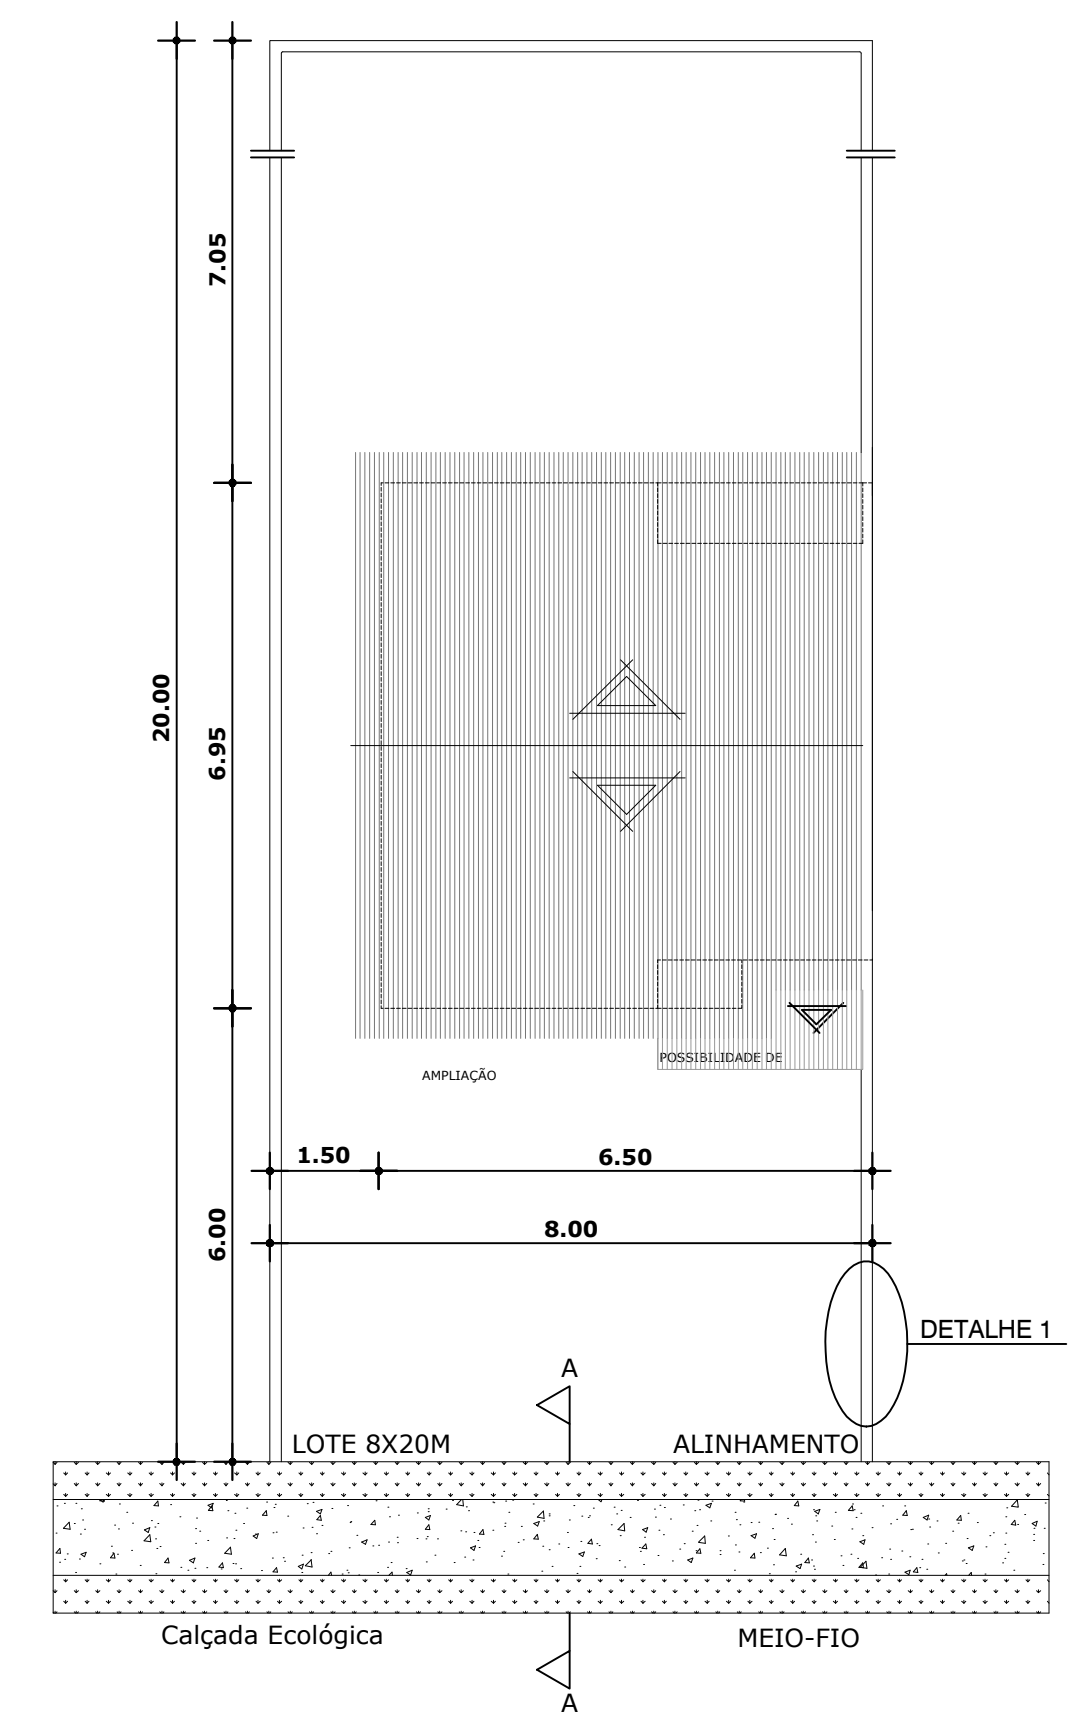 7.05
20.00
6.95
POSSIBILIDADE DE
AMPLIAÇÃO
1.50
6.50
6.00
8.00
DETALHE 1
A
LOTE 8X20M
ALINHAMENTO
Calçada Ecológica
MEIO-FIO
A